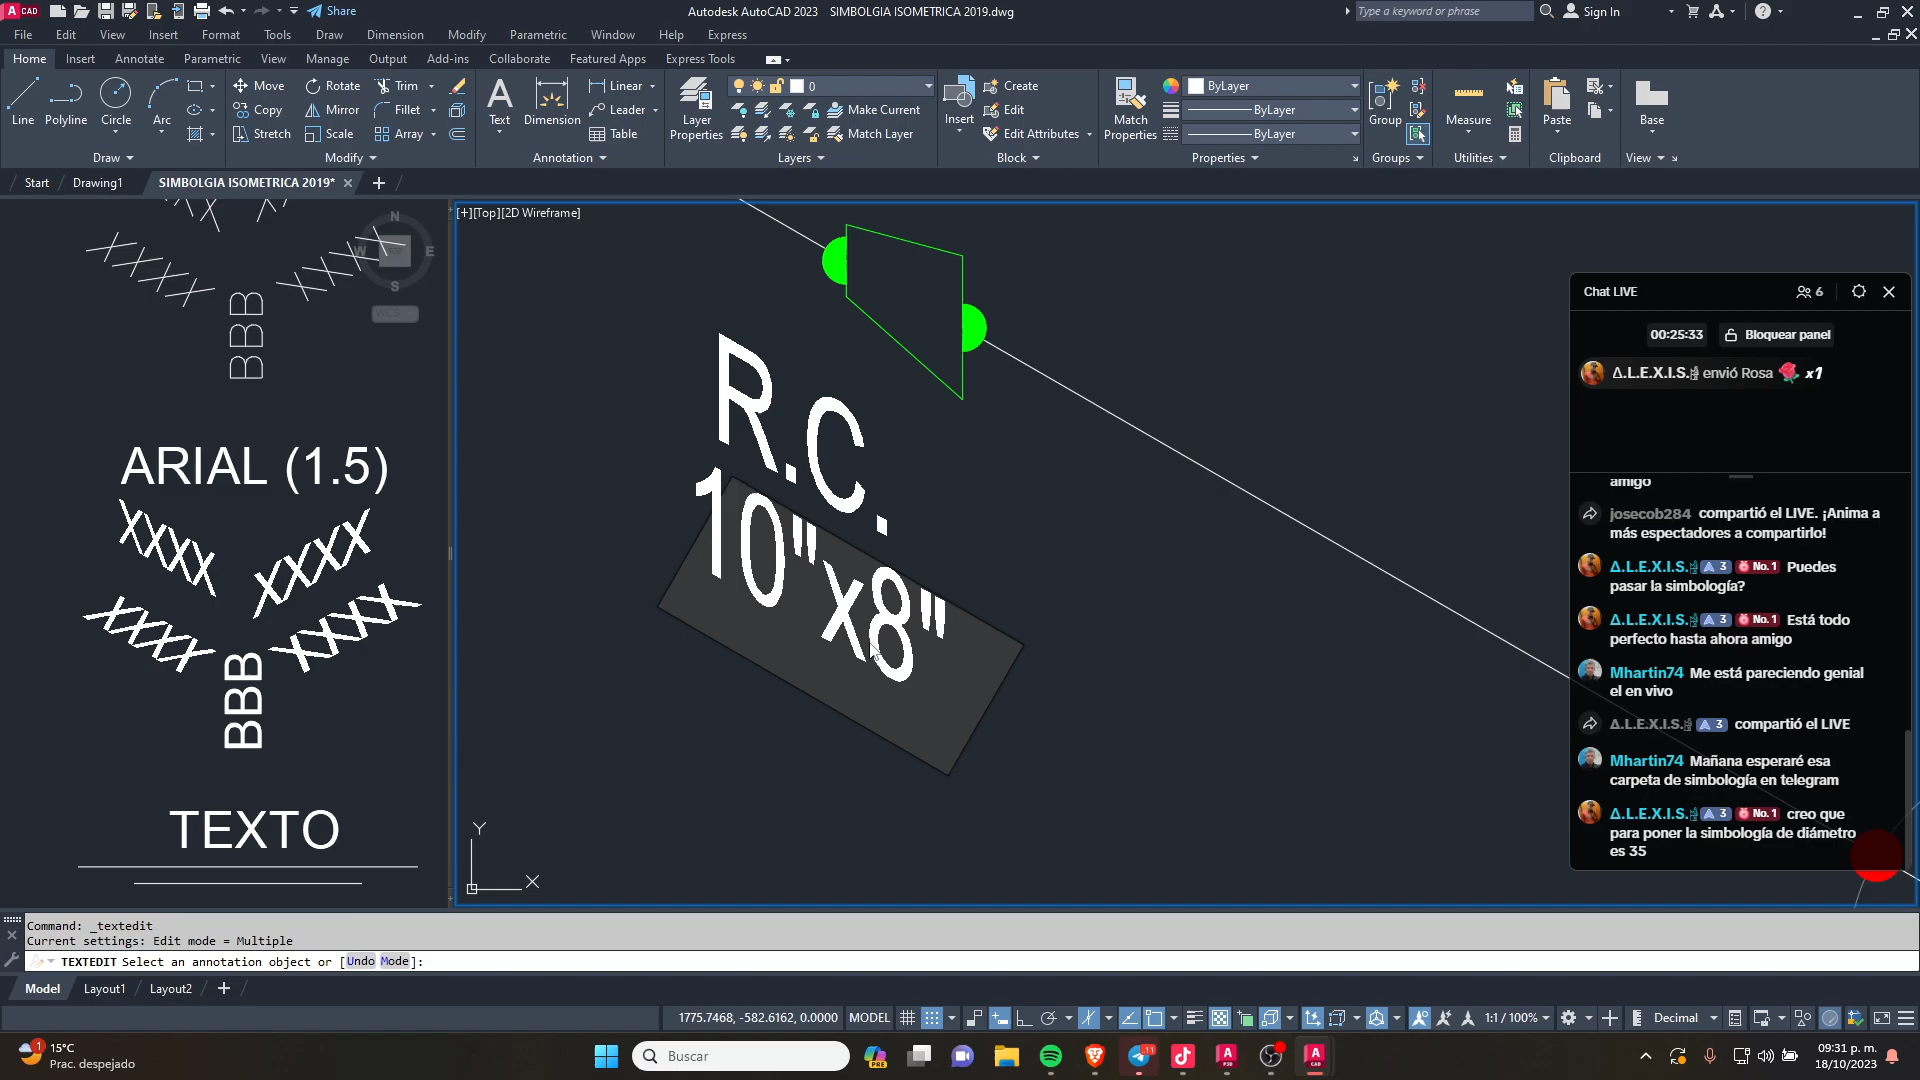 CAD
Share
Autodesk AutoCAD 2023 SIMBOLGIA ISOMETRICA 2019.dwg
Type a keyword or phrase
Sign In
File Edit View Insert Format Tools Draw Dimension Modify Parametric Window Help Express
Home Insert Annotate Parametric View Manage Output Add-ins Collaborate Featured Apps Express Tools
Line Polyline Circle Arc
Draw
Move Rotate Trim
Copy Mirror Fillet
Stretch Scale Array
Modify
Text Dimension
Linear
Leader
Table
Annotation
Layer Properties
0
Make Current
Match Layer
Layers
Insert
Create
Edit
Edit Attributes
Block
Match Properties
ByLayer
ByLayer
ByLayer
Properties
Group
Groups
Measure
Utilities
Paste
Clipboard
Base
View
Start Drawing1 SIMBOLGIA ISOMETRICA 2019*
[+][Top][2D Wireframe]
N
W TOP E
S
WCS
BBB
ARIAL (1.5)
XXXX XXXX
XXXX XXXX
BBB
TEXTO
R.C.
10"x8"
Y
X
Chat LIVE 6
00:25:33 Bloquear panel
Δ.L.E.X.I.S. envió Rosa x1
amigo
josecob284 compartió el LIVE. ¡Anima a
más espectadores a compartirlo!
Δ.L.E.X.I.S. 3 No. 1 Puedes
pasar la simbología?
Δ.L.E.X.I.S. 3 No. 1 Está todo
perfecto hasta ahora amigo
Mhartin74 Me está pareciendo genial
el en vivo
Δ.L.E.X.I.S. 3 compartió el LIVE
Mhartin74 Mañana esperaré esa
carpeta de simbología en telegram
Δ.L.E.X.I.S. 3 No. 1 creo que
para poner la simbología de diámetro
es 35
Command: _textedit
Current settings: Edit mode = Multiple
TEXTEDIT Select an annotation object or [Undo Mode]:
Model Layout1 Layout2
1775.7468, -582.6162, 0.0000 MODEL
1:1 / 100%
Decimal
1
15°C
Prac. despejado
Buscar
PRE
11
09:31 p. m.
18/10/2023